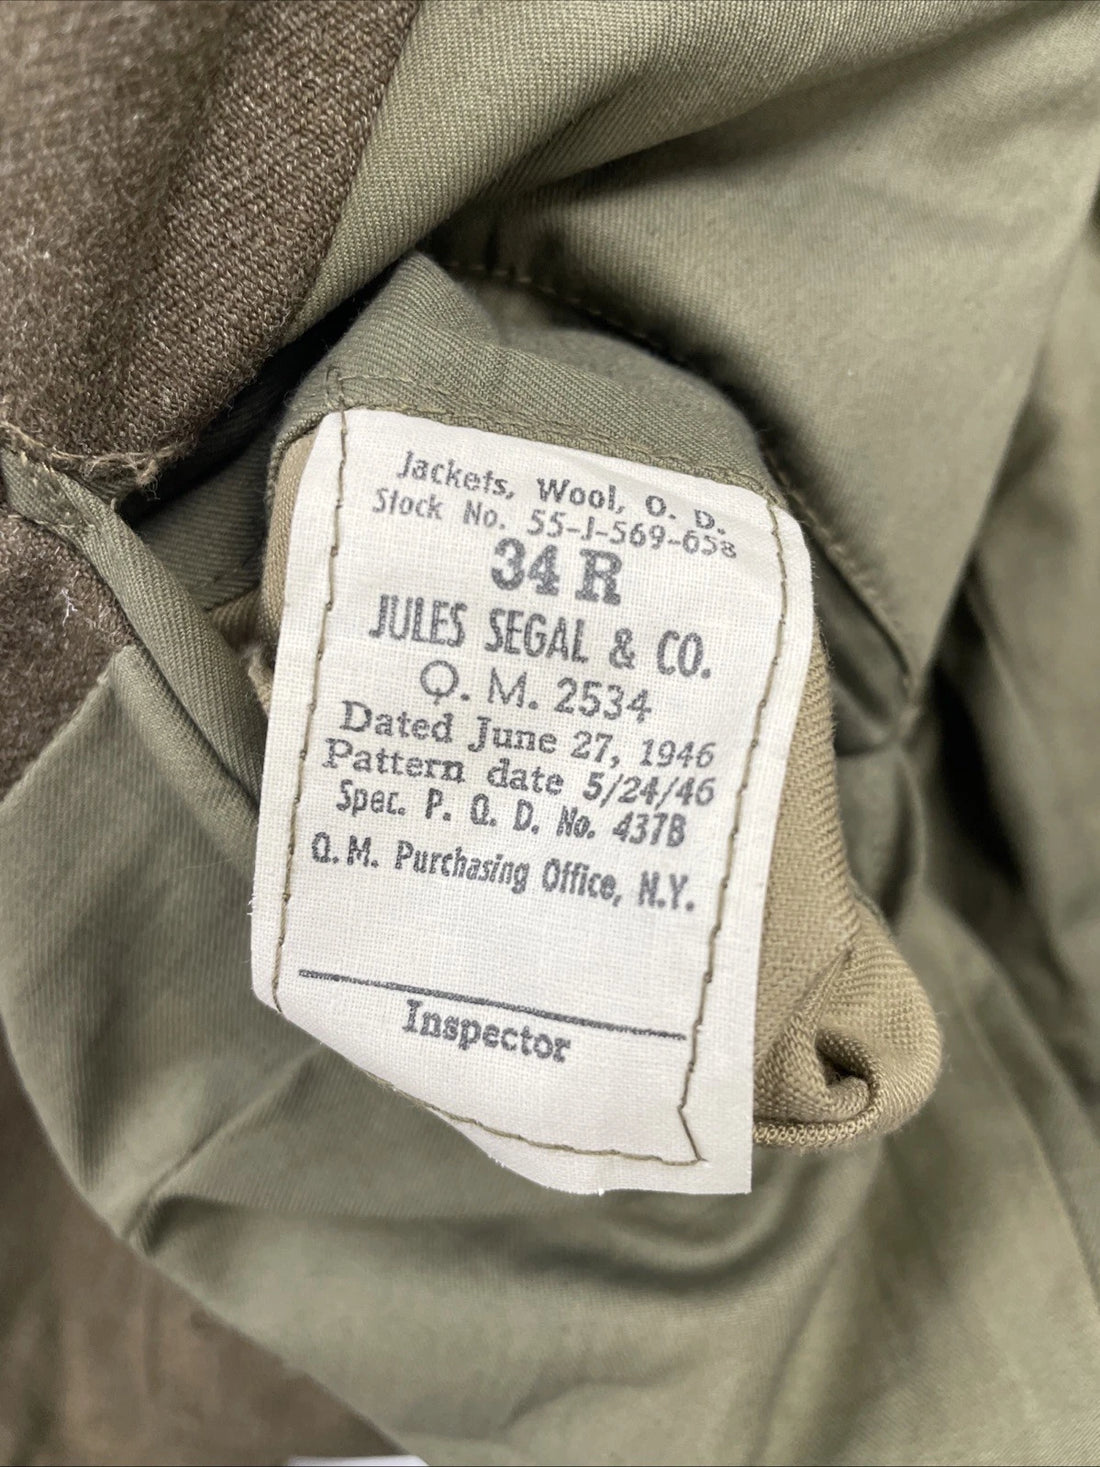 Jackets, Wool, O. D.
Stock No. 55-J-569-658
34 R
JULES SEGAL & CO.
Q. M. 2534
Dated June 27, 1946
Pattern date 5/24/46
Spec. P. Q. D. No. 437B
Q. M. Purchasing Office, N.Y.
Inspector